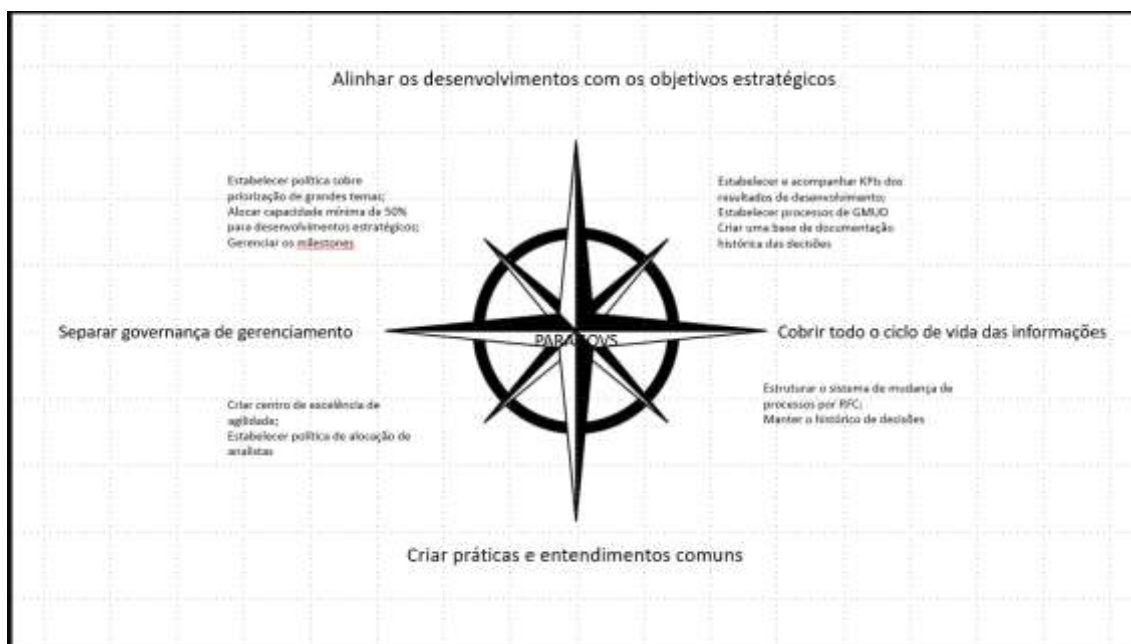 Alinhar os desenvolvimentos com os objetivos estratégicos
Estabelecer política sobre
priorização de grandes temas;
Alocar capacidade mínima de 50%
para desenvolvimentos estratégicos;
Gerenciar os milestones
Estabelecer e acompanhar KPIs dos
resultados de desenvolvimento;
Estabelecer processos de GMUD
Criar uma base de documentação
histórica das decisões
Separar governança de gerenciamento
Cobrir todo o ciclo de vida das informações
Criar centro de excelência de
agilidade;
Estabelecer política de alocação de
analistas
Estruturar o sistema de mudança de
processos por RFC;
Manter o histórico de decisões
Criar práticas e entendimentos comuns